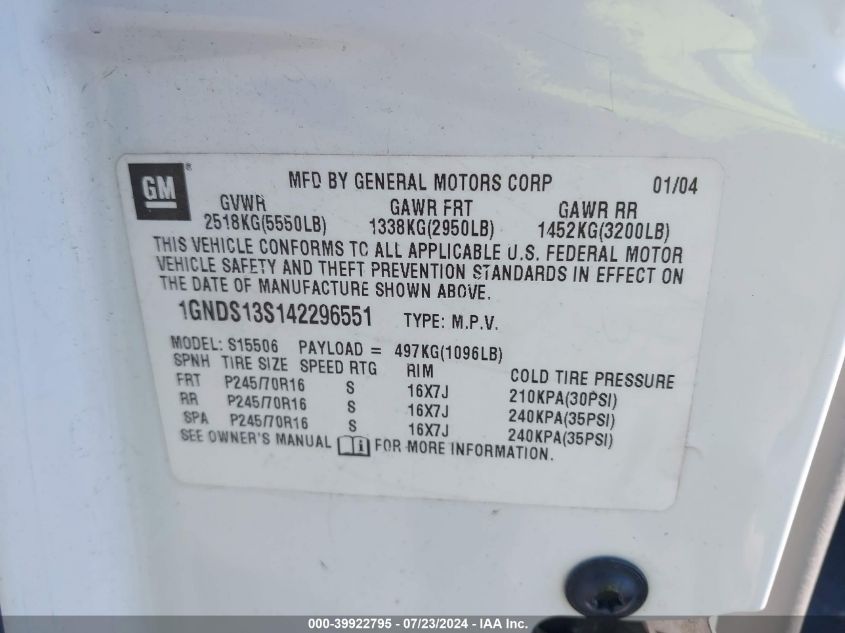 GM ® MFD BY GENERAL MOTORS CORP 01/04
GVWR GAWR FRT GAWR RR
2518KG(5550LB) 1338KG(2950LB) 1452KG(3200LB)
THIS VEHICLE CONFORMS TO ALL APPLICABLE U.S. FEDERAL MOTOR
VEHICLE SAFETY AND THEFT PREVENTION STANDARDS IN EFFECT ON
THE DATE OF MANUFACTURE SHOWN ABOVE.
1GNDS13S142296551 TYPE: M.P.V.
MODEL: S15506 PAYLOAD = 497KG(1096LB)
SPNH TIRE SIZE SPEED RTG RIM COLD TIRE PRESSURE
FRT P245/70R16 S 16X7J 210KPA(30PSI)
RR P245/70R16 S 16X7J 240KPA(35PSI)
SPA P245/70R16 S 16X7J 240KPA(35PSI)
SEE OWNER'S MANUAL FOR MORE INFORMATION.
000-39922795 - 07/23/2024 - IAA Inc.